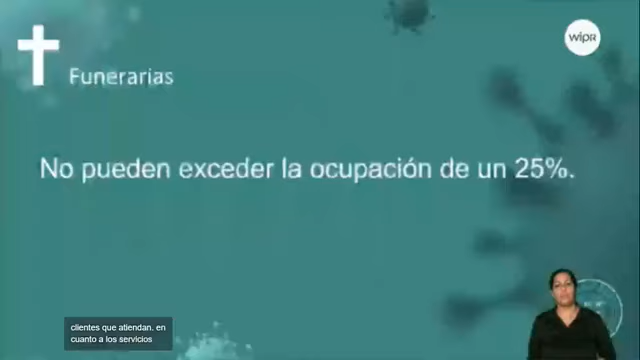 wipr
Funerarias
No pueden exceder la ocupación de un 25%.
clientes que atiendan. en
cuanto a los servicios